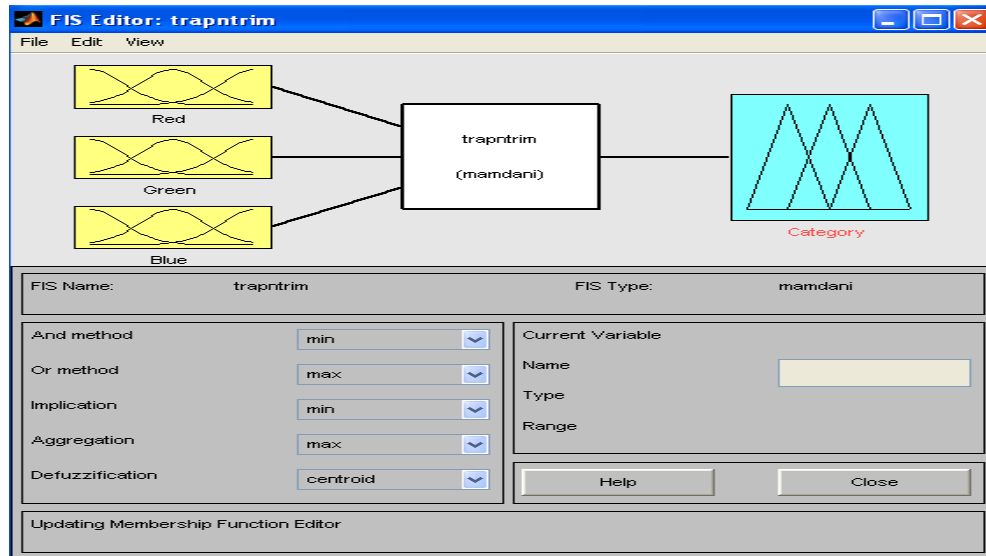 FIS Editor: trapntrim
File Edit View
Red
Green
Blue
trapntrim
(mamdani)
Category
FIS Name: trapntrim FIS Type: mamdani
And method min
Or method max
Implication min
Aggregation max
Defuzzification centroid
Current Variable
Name
Type
Range
Help Close
Updating Membership Function Editor